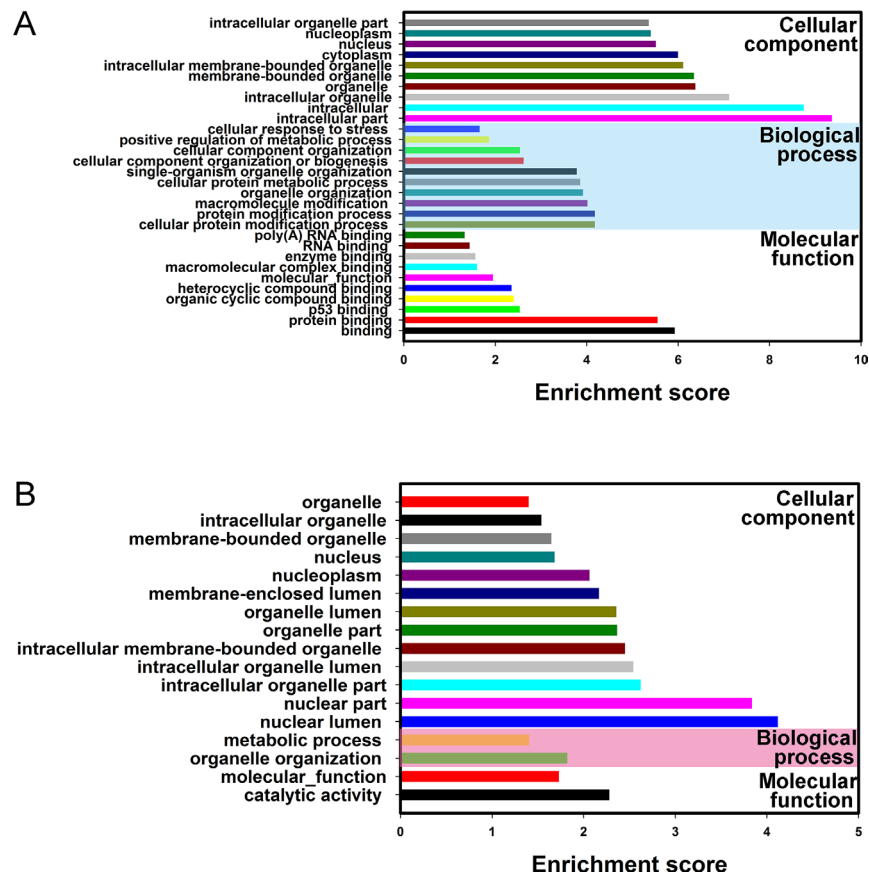 A
Cellular
component
intracellular organelle part
nucleoplasm
nucleus
cytoplasm
intracellular membrane-bounded organelle
membrane-bounded organelle
organelle
intracellular organelle
intracellular
intracellular part
Biological
process
cellular response to stress
positive regulation of metabolic process
cellular component organization
cellular component organization or biogenesis
single-organism organelle organization
cellular protein metabolic process
organelle organization
macromolecule modification
protein modification process
cellular protein modification process
Molecular
function
poly(A) RNA binding
RNA binding
enzyme binding
macromolecular complex binding
molecular_function
heterocyclic compound binding
organic cyclic compound binding
p53 binding
protein binding
binding
0 2 4 6 8 10
Enrichment score
B
Cellular
component
organelle
intracellular organelle
membrane-bounded organelle
nucleus
nucleoplasm
membrane-enclosed lumen
organelle lumen
organelle part
intracellular membrane-bounded organelle
intracellular organelle lumen
intracellular organelle part
nuclear part
nuclear lumen
Biological
process
metabolic process
organelle organization
Molecular
function
molecular_function
catalytic activity
0 1 2 3 4 5
Enrichment score